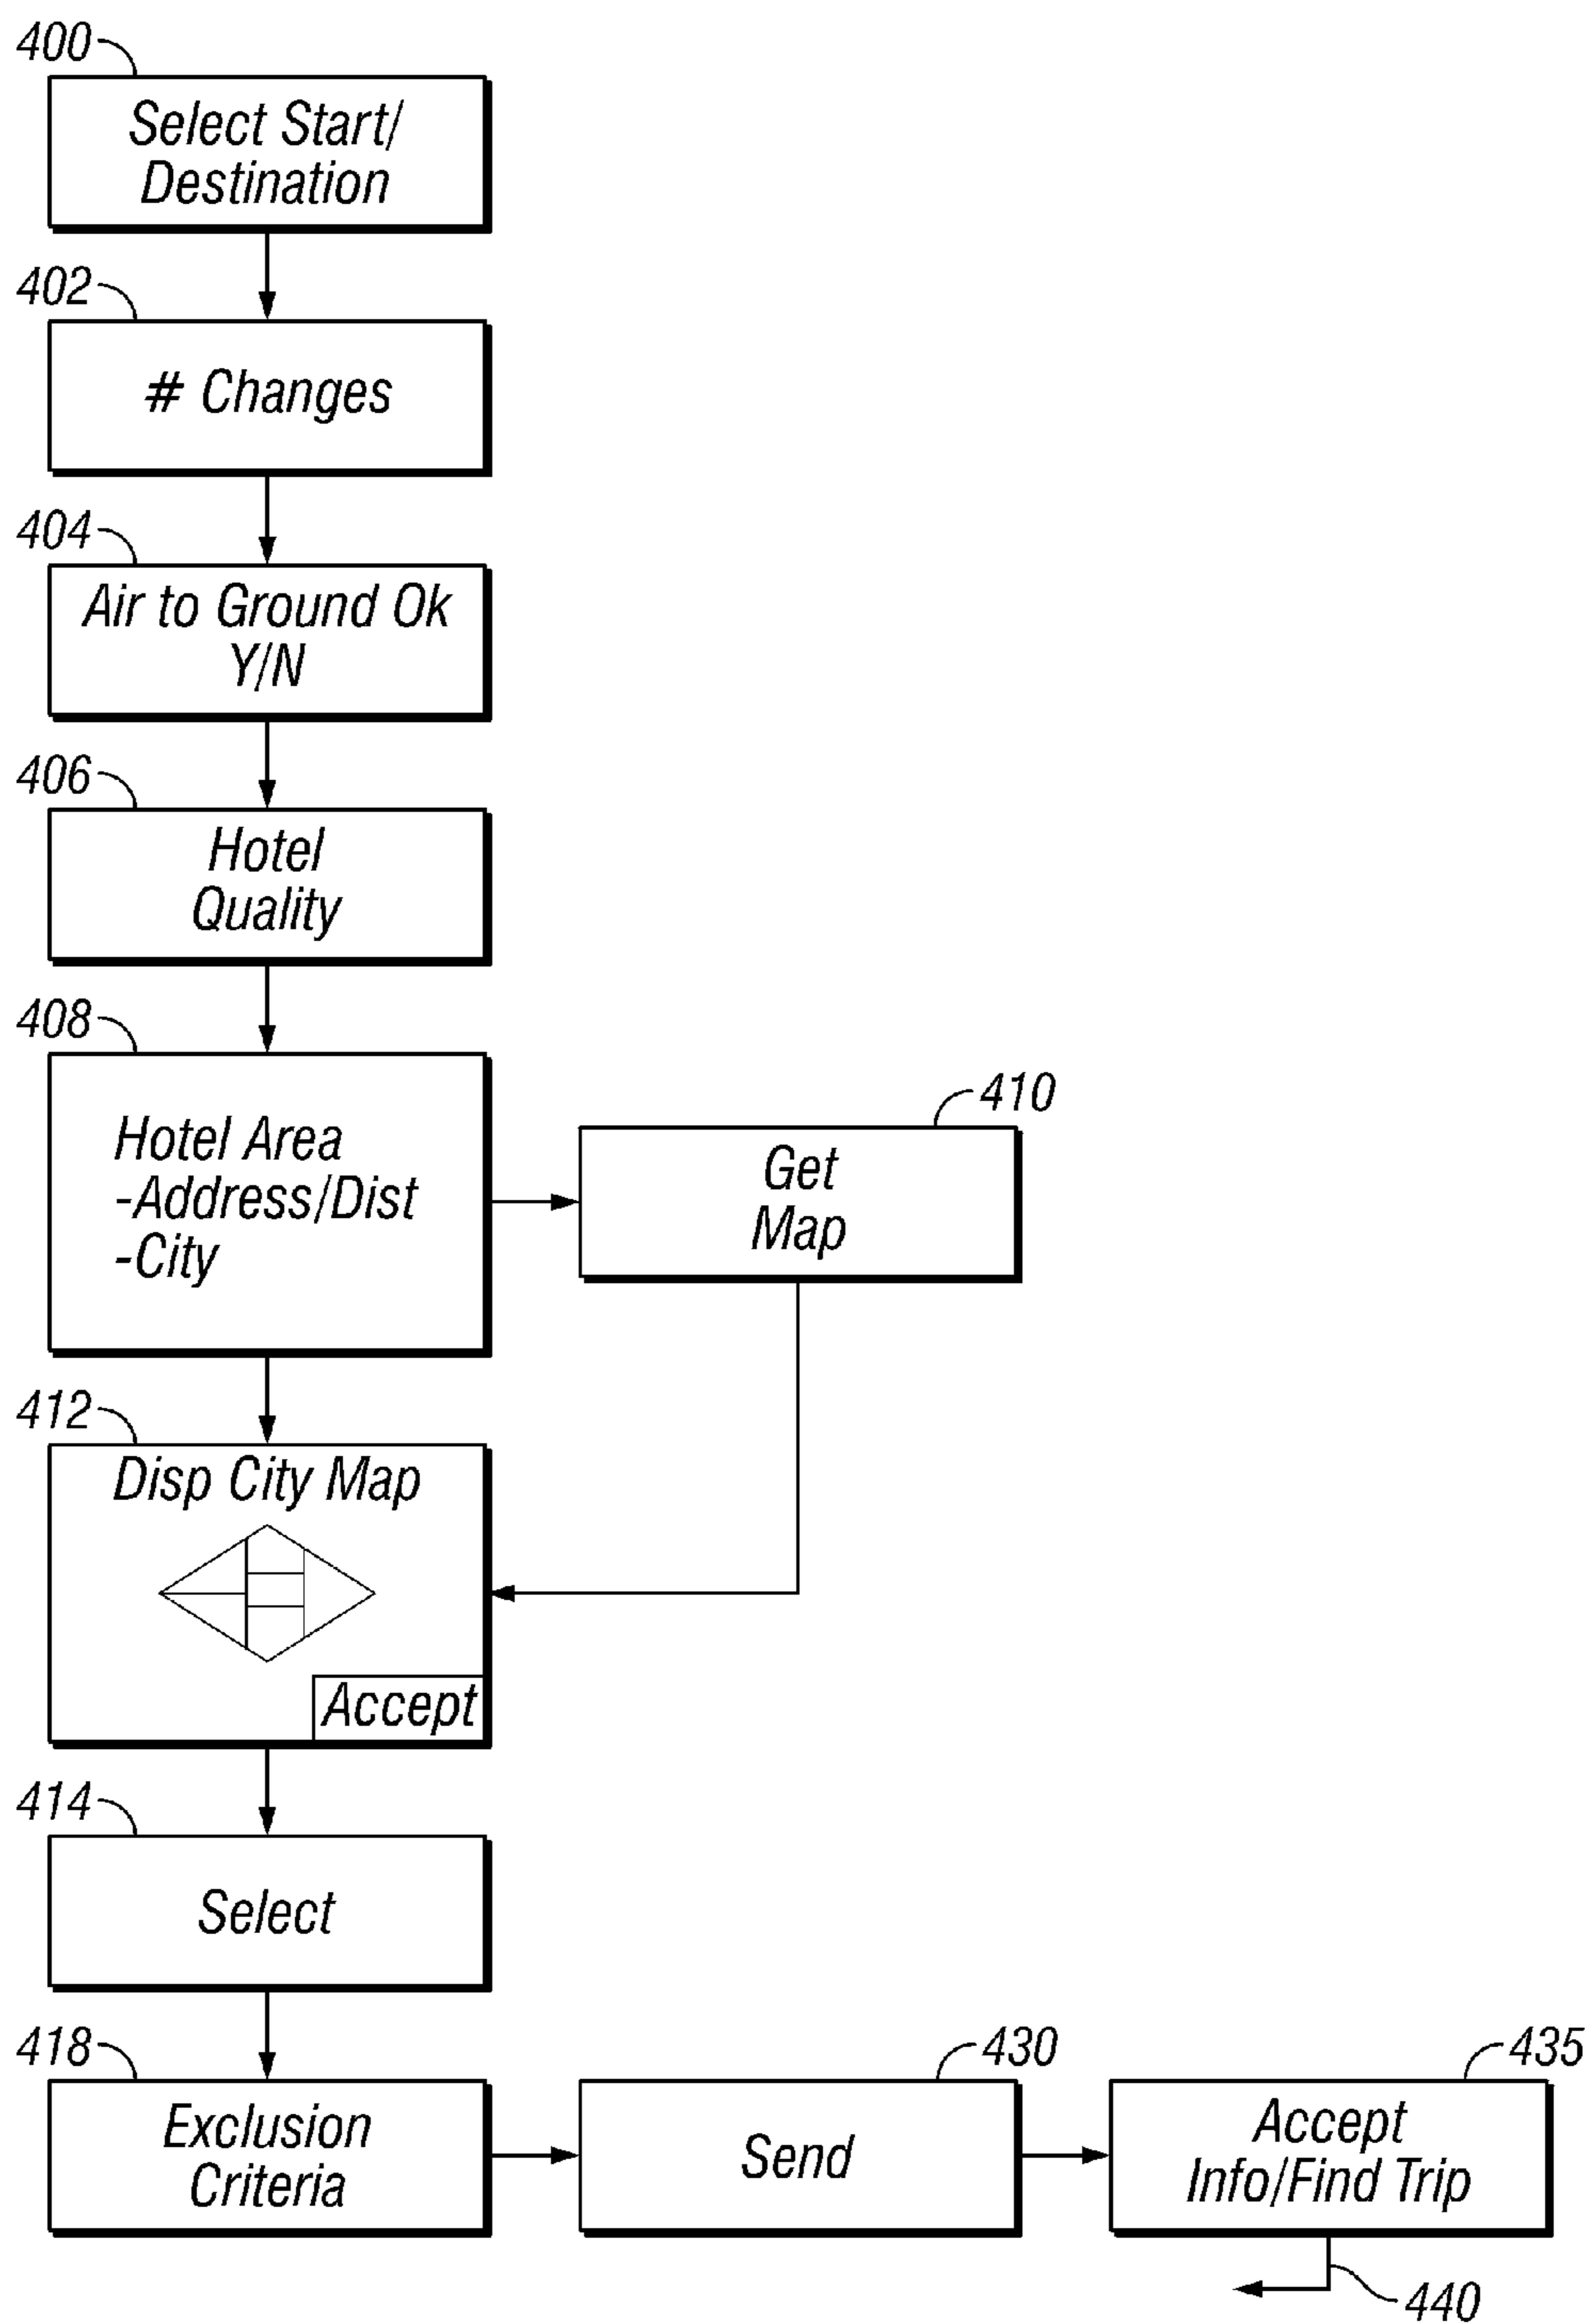 400
Select Start/
Destination
402
# Changes
404
Air to Ground Ok
Y/N
406
Hotel
Quality
408
Hotel Area
-Address/Dist
-City
410
Get
Map
412
Disp City Map
Accept
414
Select
418
Exclusion
Criteria
430
Send
435
Accept
Info/Find Trip
440